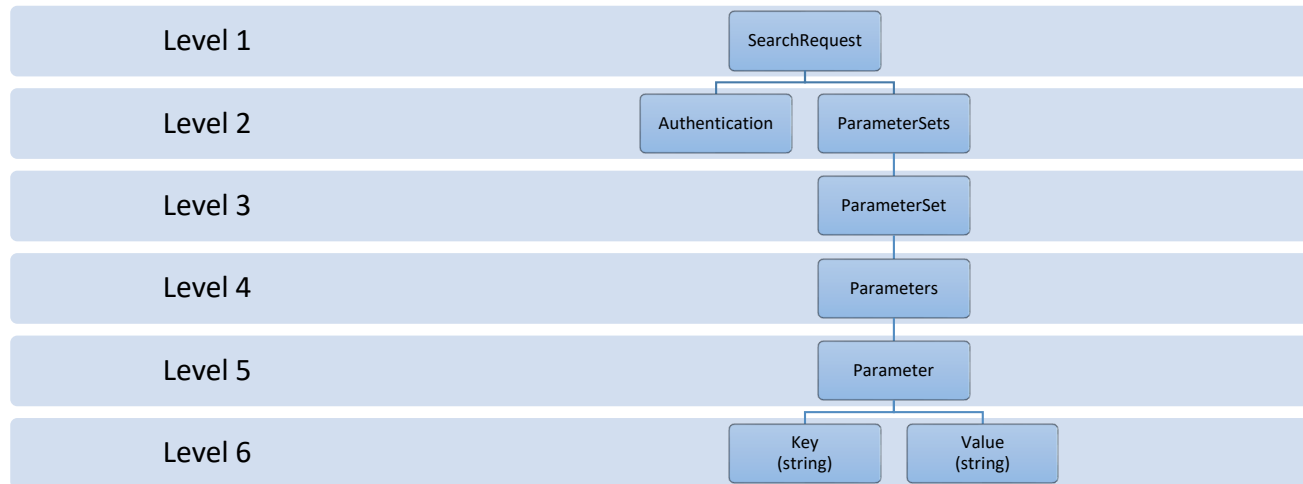 Level 1
SearchRequest
Level 2
Authentication
ParameterSets
Level 3
ParameterSet
Level 4
Parameters
Level 5
Parameter
Level 6
Key
(string)
Value
(string)